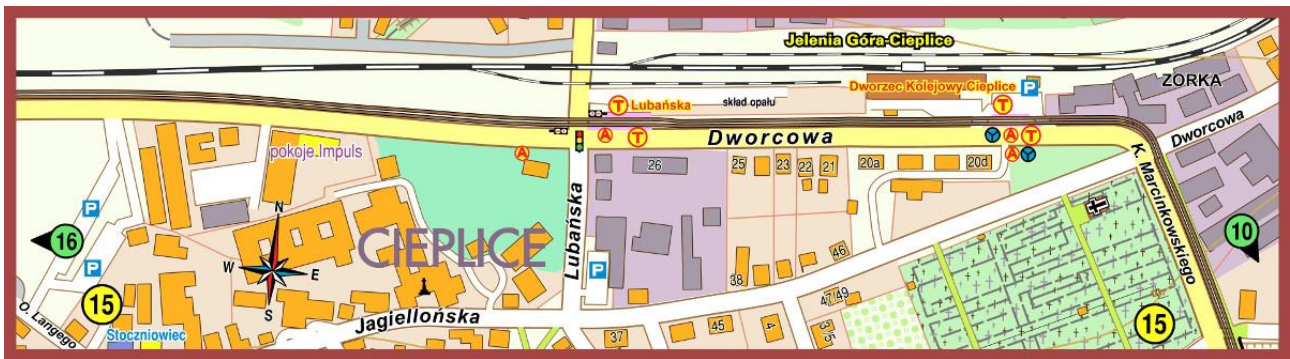 Jelenia Góra-Cieplice
ZORKA
Dworzec Kolejowy Cieplice
P
T
T Lubańska
skład opału
Dworcowa
A
T
A
T
Dworcowa
A
A
pokoje Impuls
26
25
23
22
21
20a
20d
K. Marcinkowskiego
P
N
W
E
S
CIEPLICE
Lubańska
16
10
P
P
46
38
47
49
15
O. Langego
Stoczniowiec
Jagiellońska
37
45
4
3/5
15